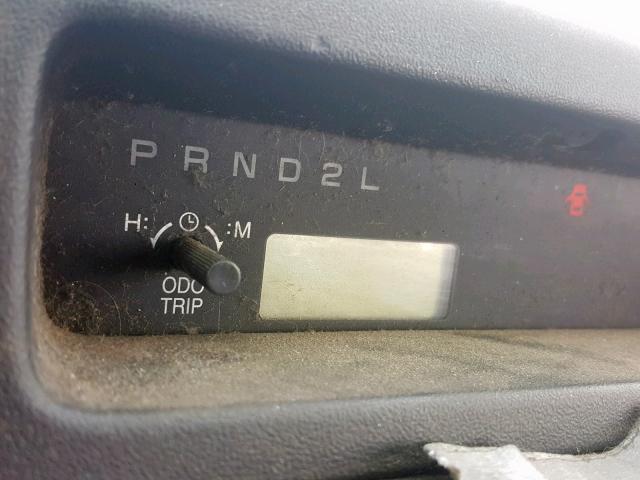 P R N D 2 L
H: :M
ODO
TRIP